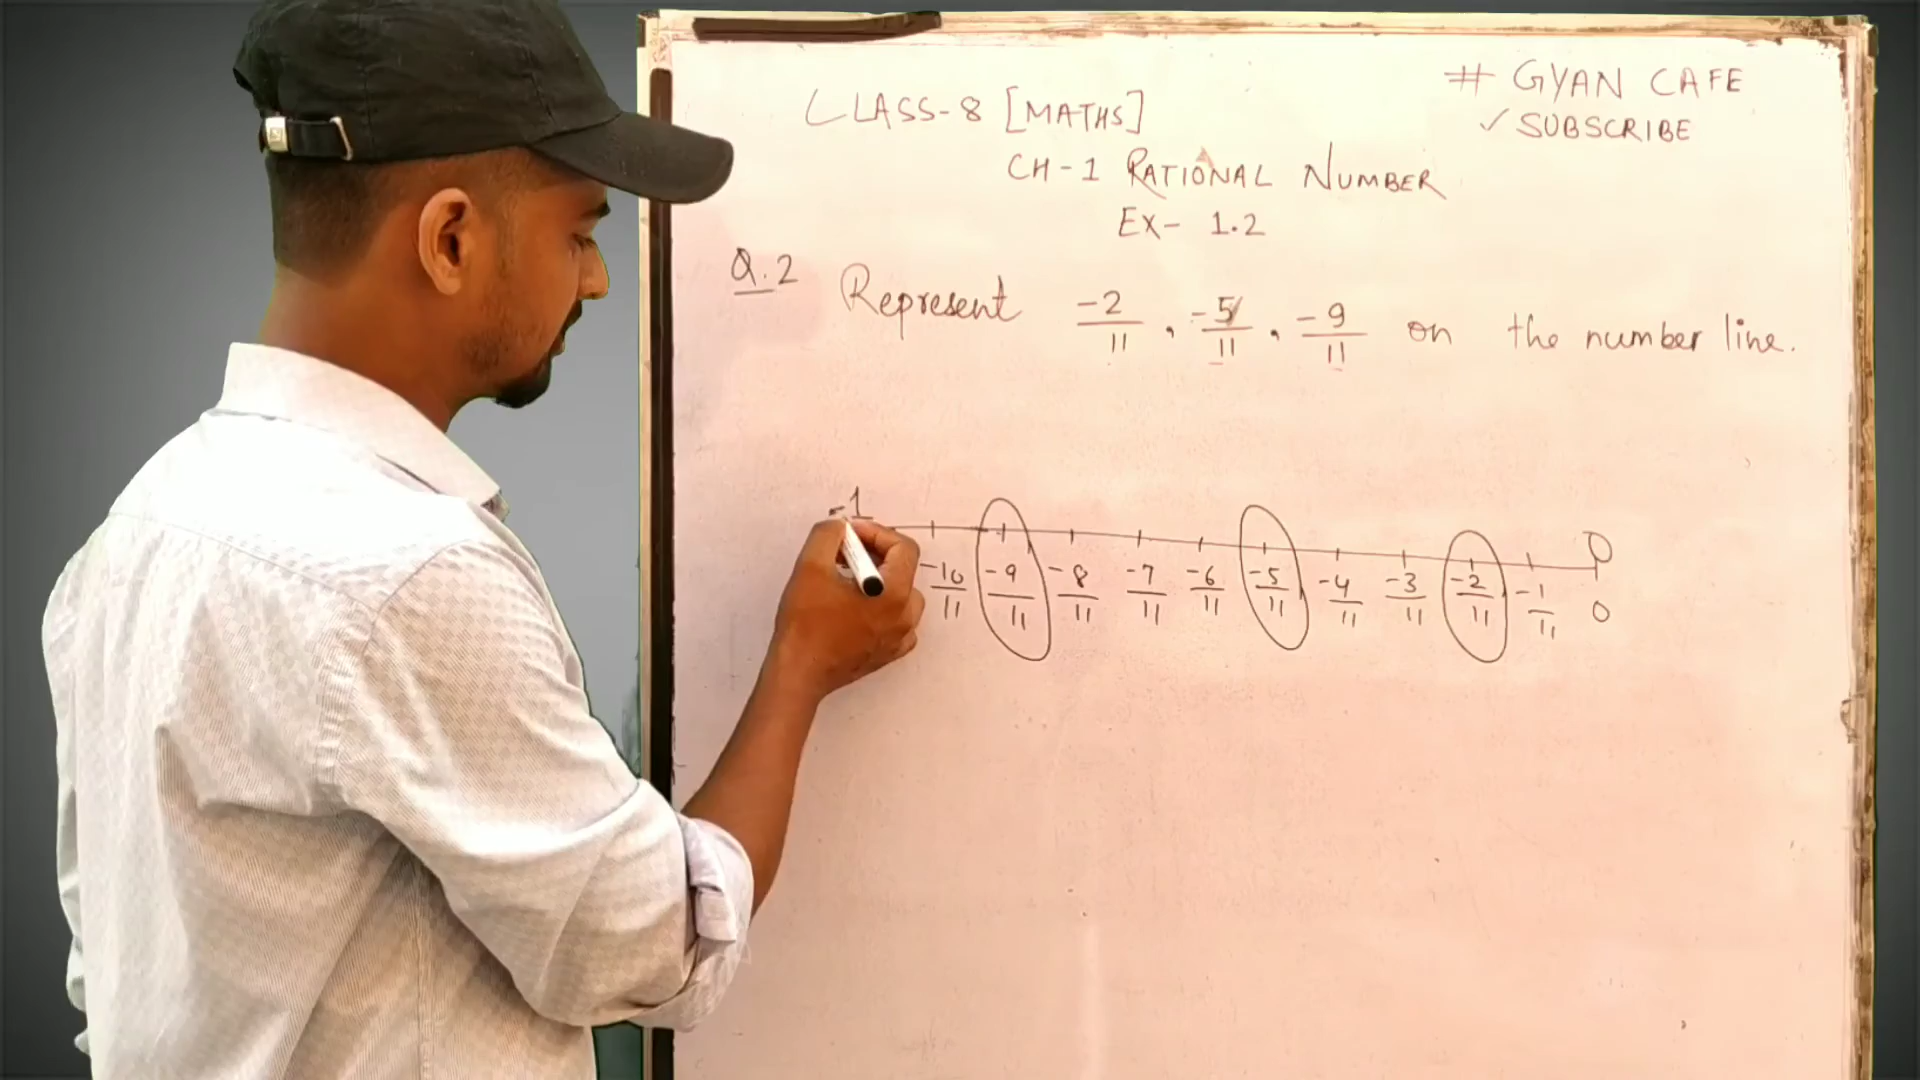 # GYAN CAFE
✓ SUBSCRIBE
CLASS-8 [MATHS]
CH-1 RATIONAL NUMBER
EX- 1.2
Q.2 Represent -2/11, -5/11, -9/11 on the number line.
-1 0
-10/11 -9/11 -8/11 -7/11 -6/11 -5/11 -4/11 -3/11 -2/11 -1/11 0